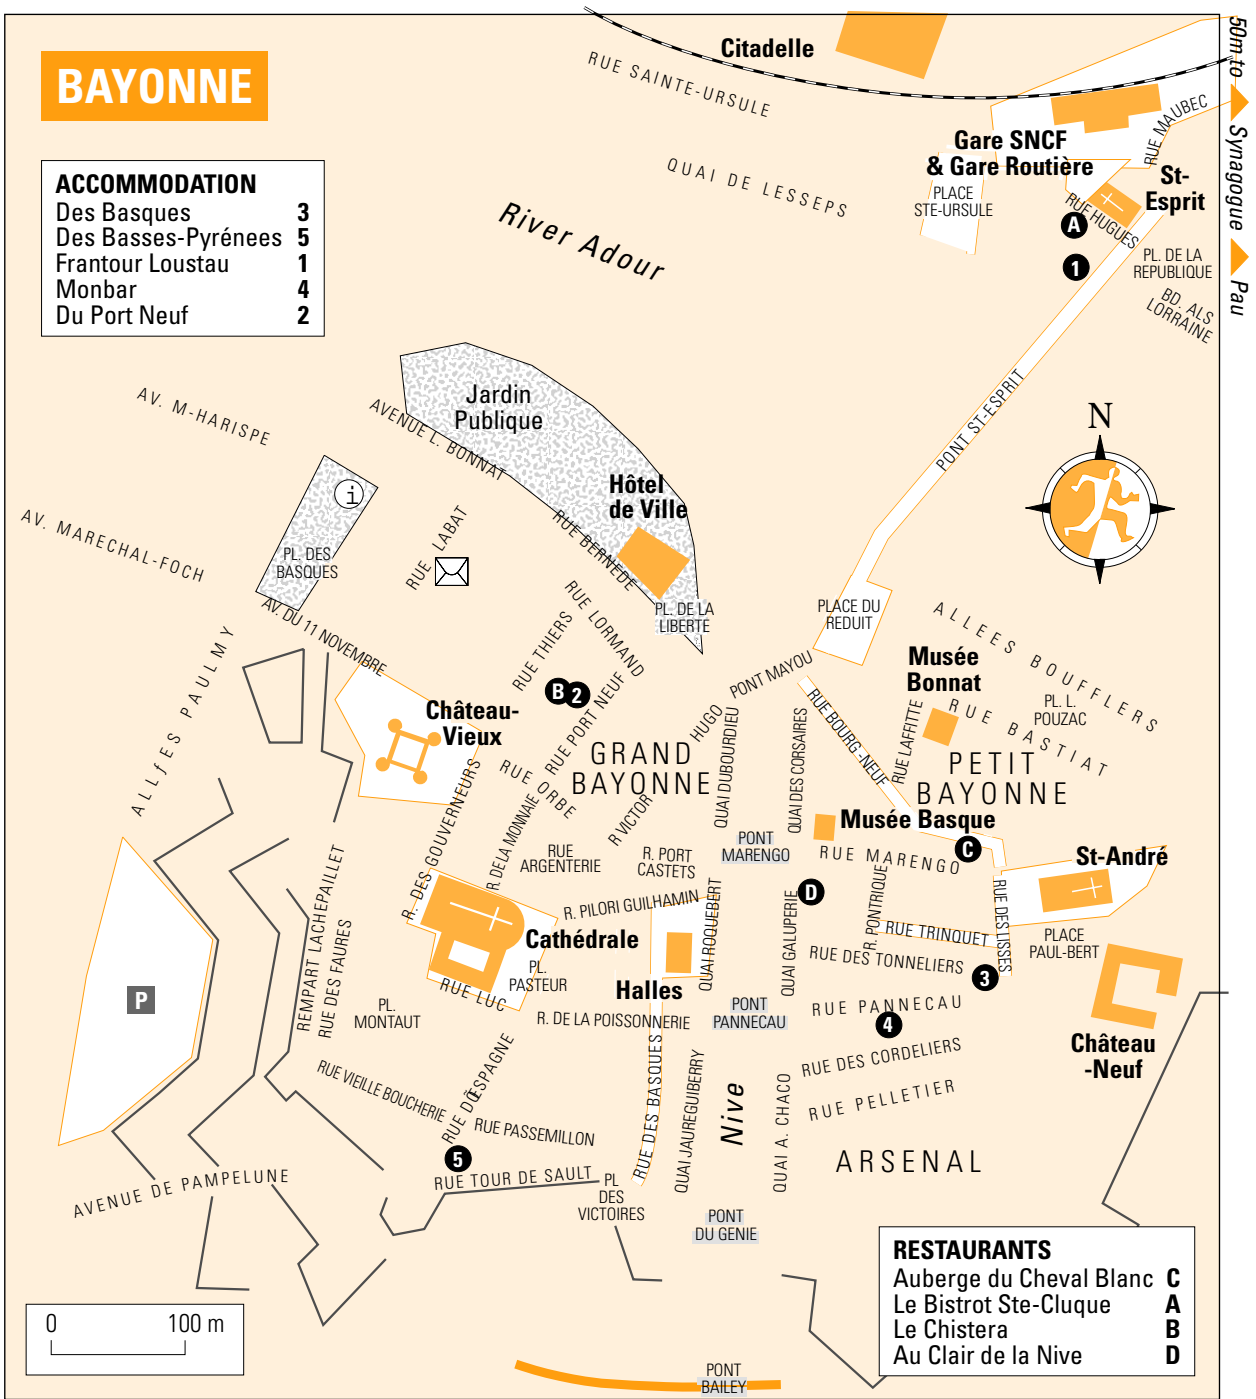 BAYONNE
ACCOMMODATION
Des Basques 3
Des Basses-Pyrénees 5
Frantour Loustau 1
Monbar 4
Du Port Neuf 2
Citadelle
RUE SAINTE-URSULE
QUAI DE LESSEPS
River Adour
Gare SNCF
& Gare Routière
PLACE
STE-URSULE
RUE MAUBEC
St-
Esprit
RUE HUGUES
A
1
PL. DE LA
REPUBLIQUE
BD. ALS
LORRAINE
50m to
Synagogue
Pau
PONT ST-ESPRIT
N
Jardin
Publique
AV. M-HARISPE
AVENUE L. BONNAT
Hôtel
de Ville
i
AV. MARECHAL-FOCH
PL. DES
BASQUES
RUE LABAT
RUE BERNEDE
PL. DE LA
LIBERTE
PLACE DU
REDUIT
AV. DU 11 NOVEMBRE
RUE THIERS
RUE LORMAND
ALLfES PAULMY
ALLEES BOUFFLERS
Musée
Bonnat
PL. L.
POUZAC
RUE BASTIAT
PONT MAYOU
RUE BOURG-NEUF
RUE LAFFITTE
B
2
Château-
Vieux
RUE PORT NEUF
GRAND
BAYONNE
R VICTOR HUGO
QUAI DUBOURDIEU
QUAI DES CORSAIRES
PETIT
BAYONNE
RUE ORBE
R. DES GOUVERNEURS
R. DE LA MONNAIE
RUE
ARGENTERIE
R. PORT
CASTETS
PONT
MARENGO
Musée Basque
RUE MARENGO
C
St-André
D
R. PILORI GUILHAMIN
QUAI ROQUEBERT
QUAI GALUPERIE
R. PONTRIQUE
RUE TRINQUET
RUE DES LISSES
PLACE
PAUL-BERT
REMPART LACHEPAILLET
RUE DES FAURES
Cathédrale
PL.
PASTEUR
RUE LUC
Halles
RUE DES TONNELIERS
3
P
PL.
MONTAUT
R. DE LA POISSONNERIE
PONT
PANNECAU
RUE PANNECAU
4
Château
-Neuf
RUE DES CORDELIERS
RUE PELLETIER
RUE VIEILLE BOUCHERIE
RUE D'ESPAGNE
RUE PASSEMILLON
RUE DES BASQUES
QUAI JAUREGUIBERRY
Nive
QUAI A. CHACO
ARSENAL
5
AVENUE DE PAMPELUNE
RUE TOUR DE SAULT
PL
DES
VICTOIRES
PONT
DU GENIE
RESTAURANTS
Auberge du Cheval Blanc C
Le Bistrot Ste-Cluque A
Le Chistera B
Au Clair de la Nive D
0 100 m
PONT
BAILEY